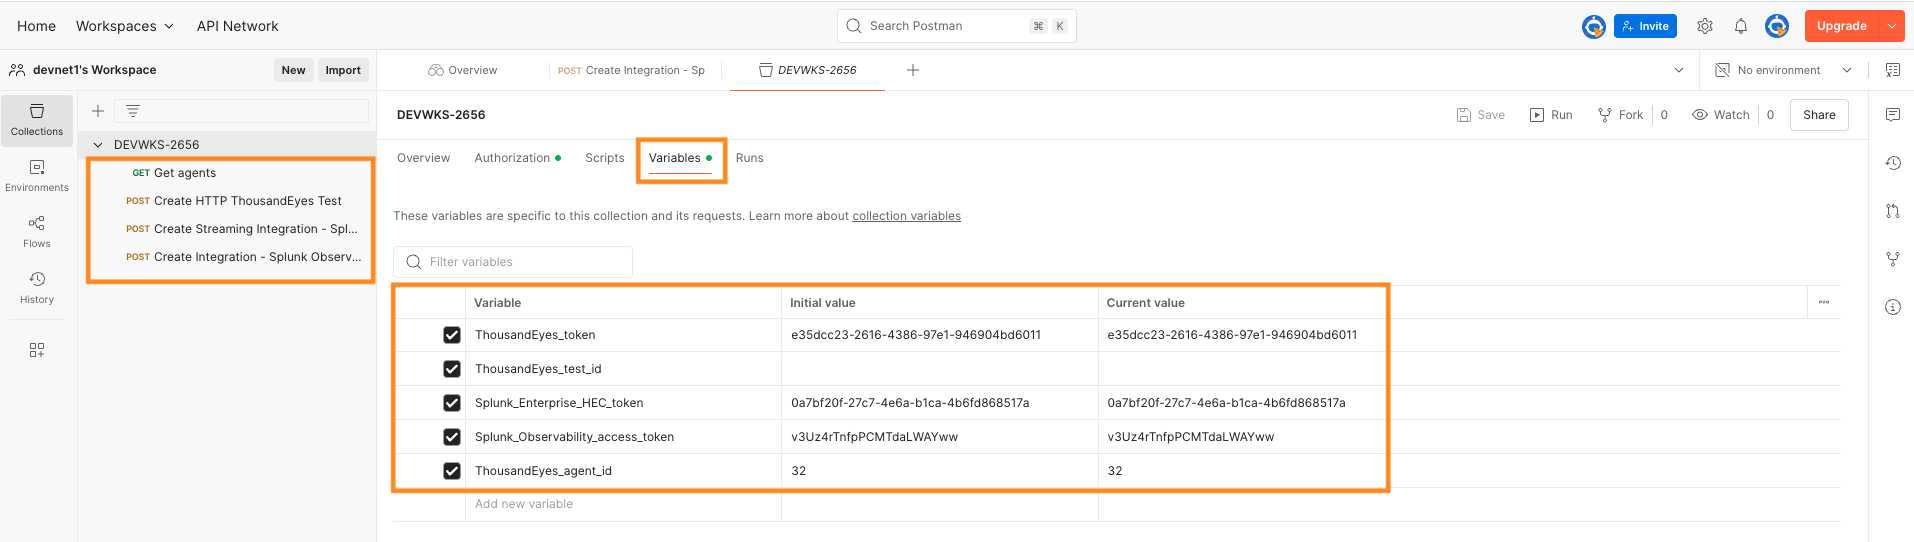 Home Workspaces API Network Search Postman ⌘ K Invite Upgrade
devnet1's Workspace New Import Overview POST Create Integration - Sp DEVWKS-2656 No environment
Collections
DEVWKS-2656
DEVWKS-2656 Save Run Fork 0 Watch 0 Share
Overview Authorization Scripts Variables Runs
GET Get agents
POST Create HTTP ThousandEyes Test
POST Create Streaming Integration - Spl...
POST Create Integration - Splunk Observ...
Environments
Flows
History
These variables are specific to this collection and its requests. Learn more about collection variables
Filter variables
Variable Initial value Current value
ThousandEyes_token e35dcc23-2616-4386-97e1-946904bd6011 e35dcc23-2616-4386-97e1-946904bd6011
ThousandEyes_test_id
Splunk_Enterprise_HEC_token 0a7bf20f-27c7-4e6a-b1ca-4b6fd868517a 0a7bf20f-27c7-4e6a-b1ca-4b6fd868517a
Splunk_Observability_access_token v3Uz4rTnfpPCMTdaLWAYww v3Uz4rTnfpPCMTdaLWAYww
ThousandEyes_agent_id 32 32
Add new variable